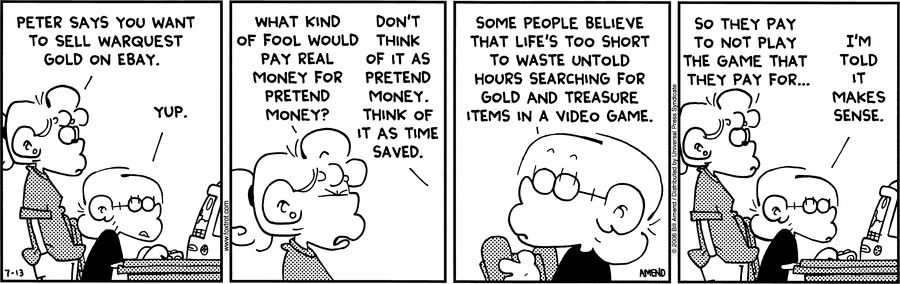 PETER SAYS YOU WANT
TO SELL WARQUEST
GOLD ON EBAY.
YUP.
7-13
WHAT KIND
OF FOOL WOULD
PAY REAL
MONEY FOR
PRETEND
MONEY?
DON'T
THINK
OF IT AS
PRETEND
MONEY.
THINK OF
IT AS TIME
SAVED.
www.foxtrot.com
SOME PEOPLE BELIEVE
THAT LIFE'S TOO SHORT
TO WASTE UNTOLD
HOURS SEARCHING FOR
GOLD AND TREASURE
ITEMS IN A VIDEO GAME.
AMEND
© 2006 Bill Amend / Distributed by Universal Press Syndicate
SO THEY PAY
TO NOT PLAY
THE GAME THAT
THEY PAY FOR...
I'M
TOLD
IT
MAKES
SENSE.